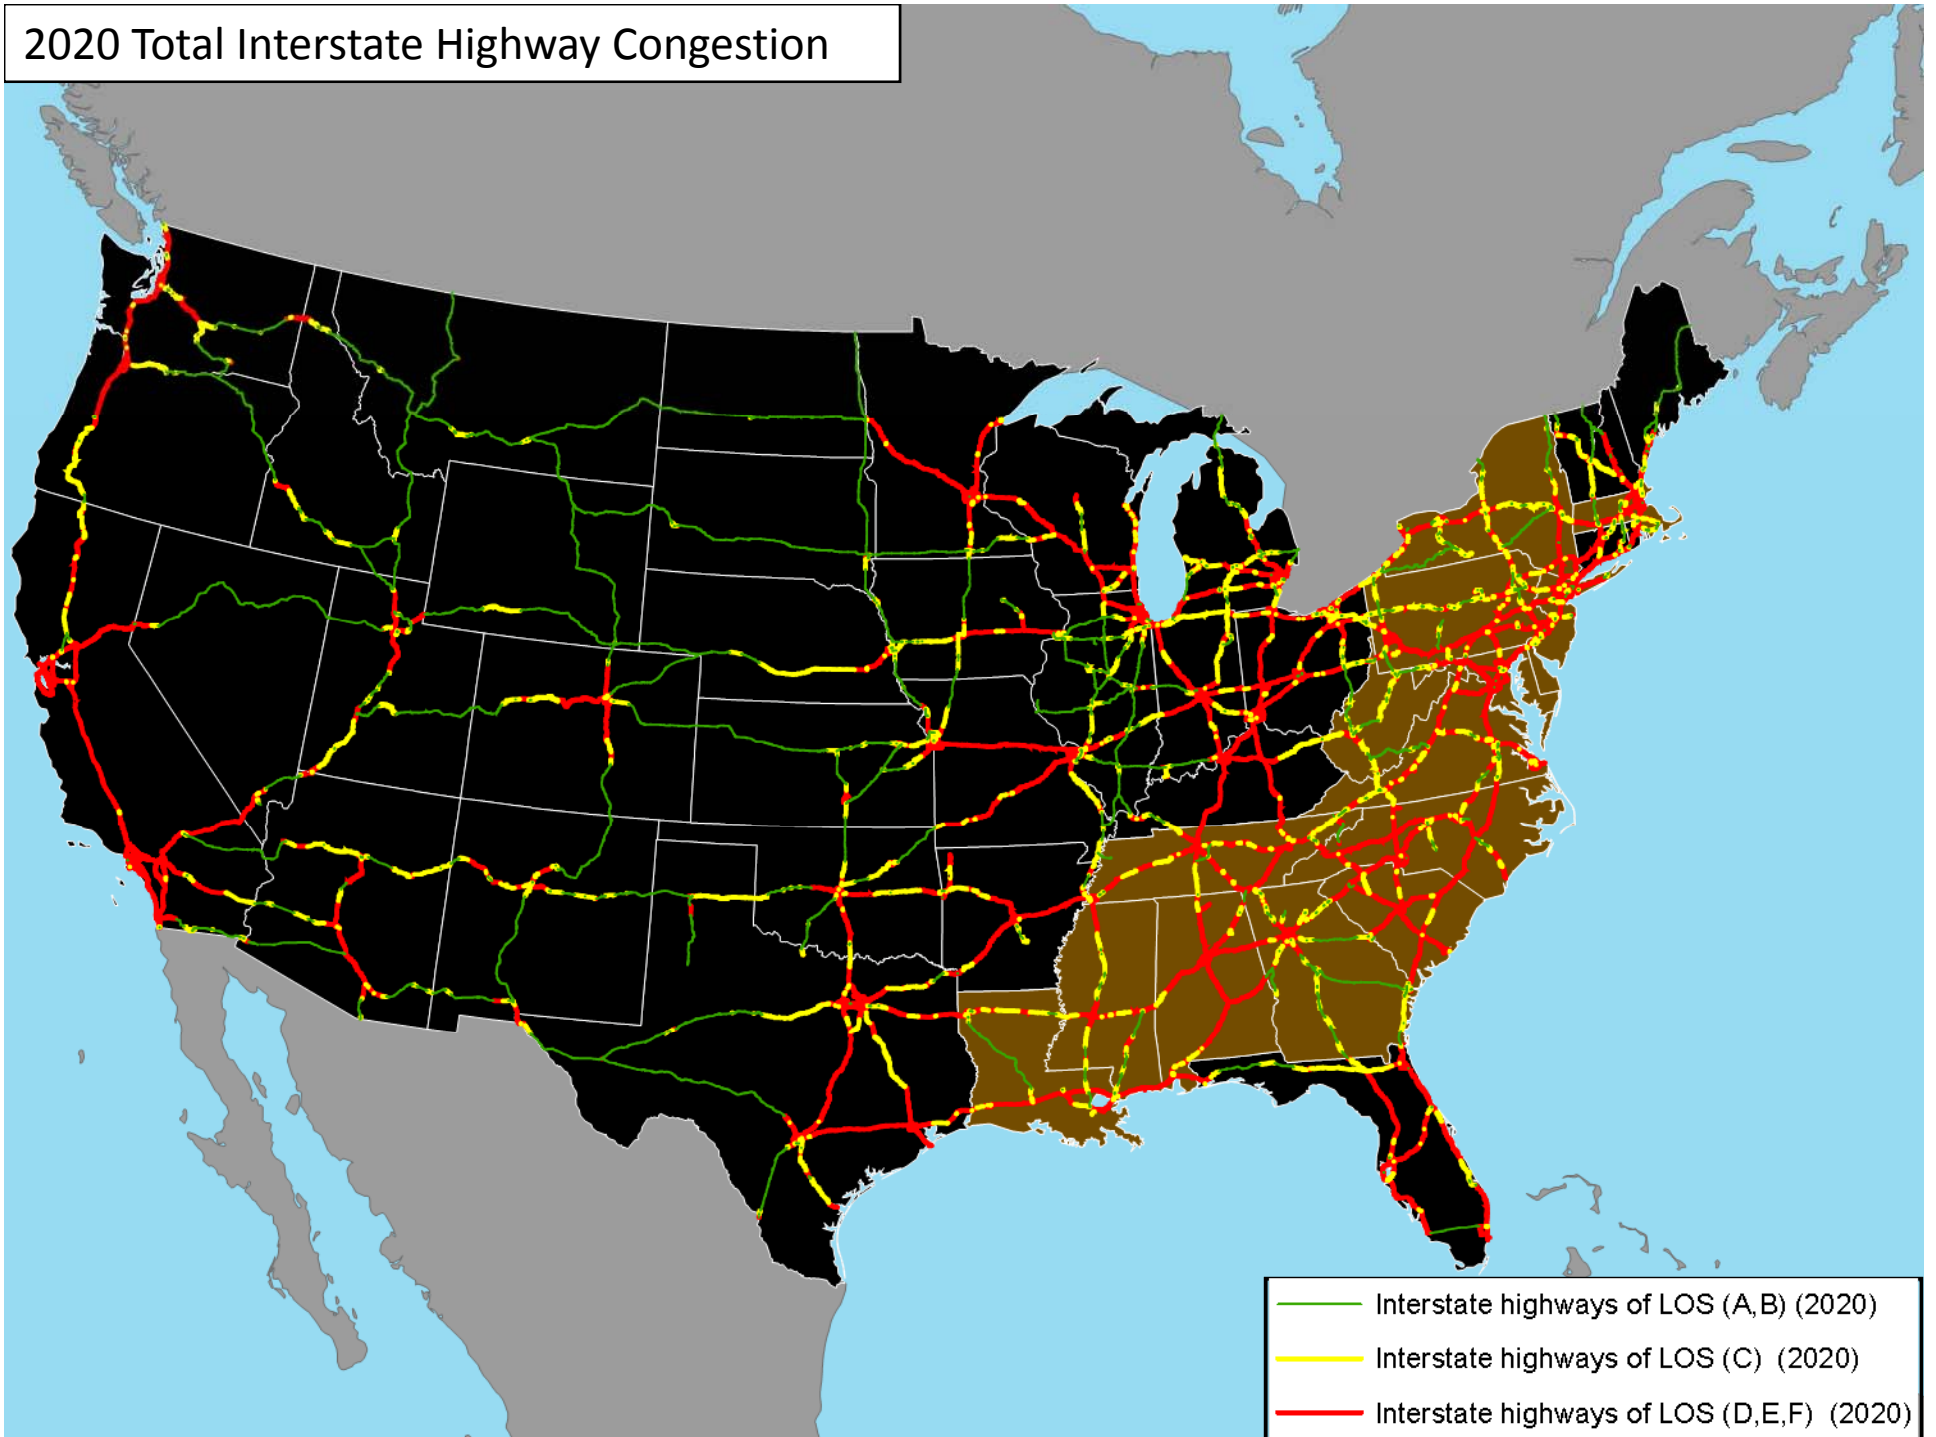 2020 Total Interstate Highway Congestion
Interstate highways of LOS (A,B) (2020)
Interstate highways of LOS (C) (2020)
Interstate highways of LOS (D,E,F) (2020)